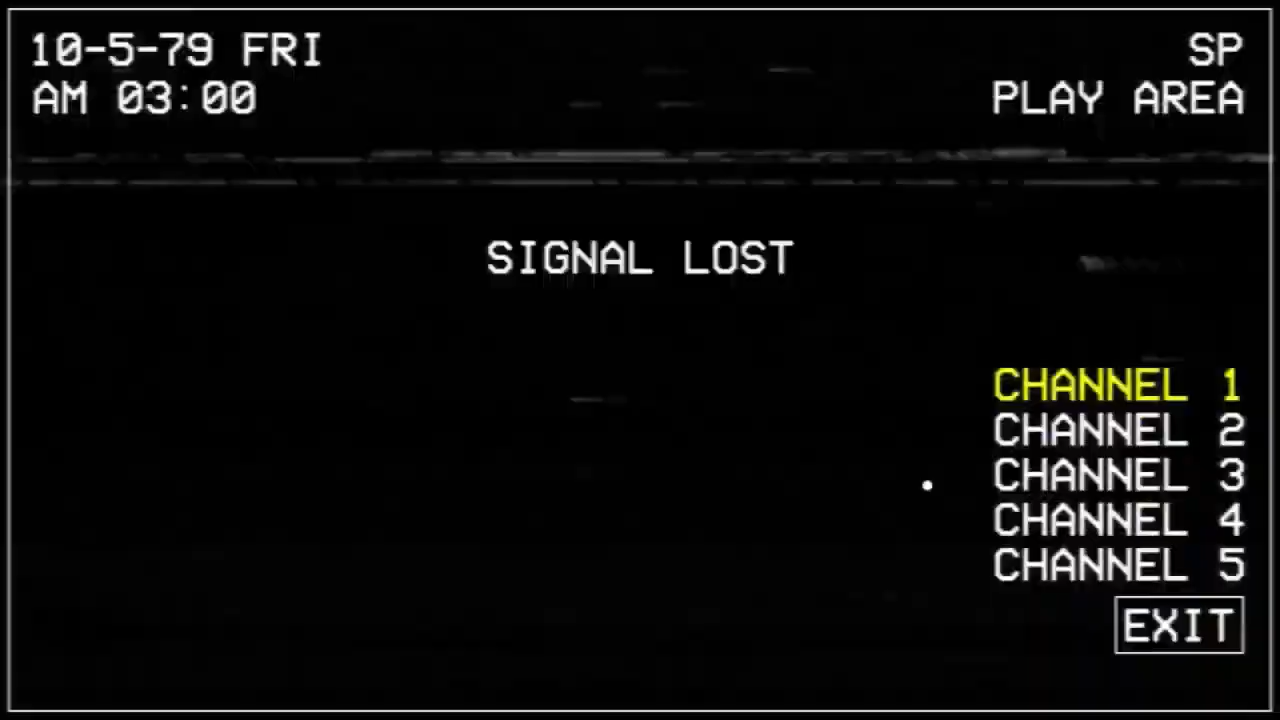 10-5-79 FRI
SP
AM 03:00
PLAY AREA
SIGNAL LOST
CHANNEL 1
CHANNEL 2
CHANNEL 3
CHANNEL 4
CHANNEL 5
EXIT